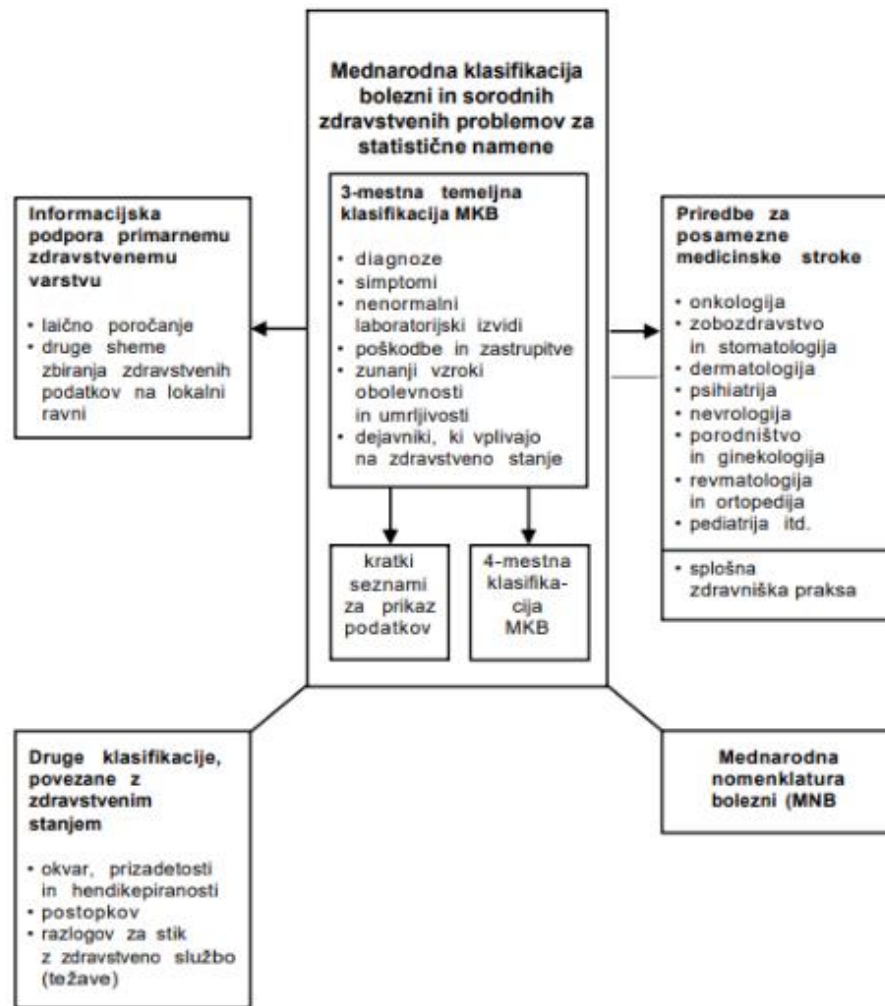 Mednarodna klasifikacija
bolezni in sorodnih
zdravstvenih problemov za
statistične namene
3-mestna temeljna
klasifikacija MKB
• diagnoze
• simptomi
• nenormalni
laboratorijski izvidi
• poškodbe in zastrupitve
• zunanji vzroki
obolevnosti
in umrljivosti
• dejavniki, ki vplivajo
na zdravstveno stanje
kratki
seznami
za prikaz
podatkov
4-mestna
klasifika-
cija
MKB
Informacijska
podpora primarnemu
zdravstvenemu
varstvu
• laično poročanje
• druge sheme
zbiranja zdravstvenih
podatkov na lokalni
ravni
Priredbe za
posamezne
medicinske stroke
• onkologija
• zobozdravstvo
in stomatologija
• dermatologija
• psihiatrija
• nevrologija
• porodništvo
in ginekologija
• revmatologija
in ortopedija
• pediatrija itd.
• splošna
zdravniška praksa
Druge klasifikacije,
povezane z
zdravstvenim
stanjem
• okvar, prizadetosti
in hendikepiranosti
• postopkov
• razlogov za stik
z zdravstveno službo
(težave)
Mednarodna
nomenklatura
bolezni (MNB